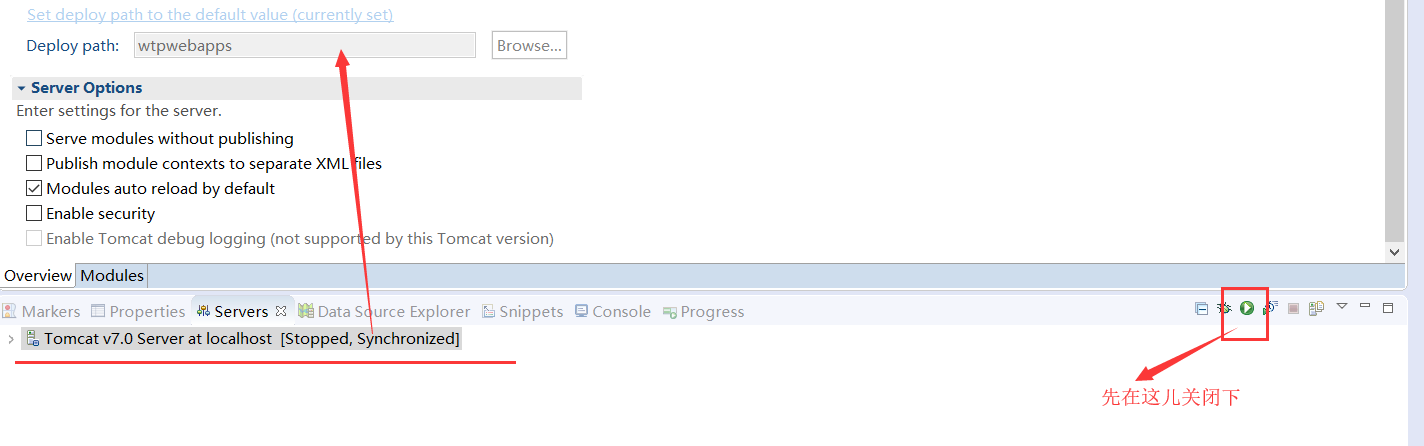 Set deploy path to the default value (currently set)
Deploy path: wtpwebapps Browse...
Server Options
Enter settings for the server.
Serve modules without publishing
Publish module contexts to separate XML files
Modules auto reload by default
Enable security
Enable Tomcat debug logging (not supported by this Tomcat version)
Overview Modules
Markers Properties Servers Data Source Explorer Snippets Console Progress
Tomcat v7.0 Server at localhost [Stopped, Synchronized]
先在这儿关闭下